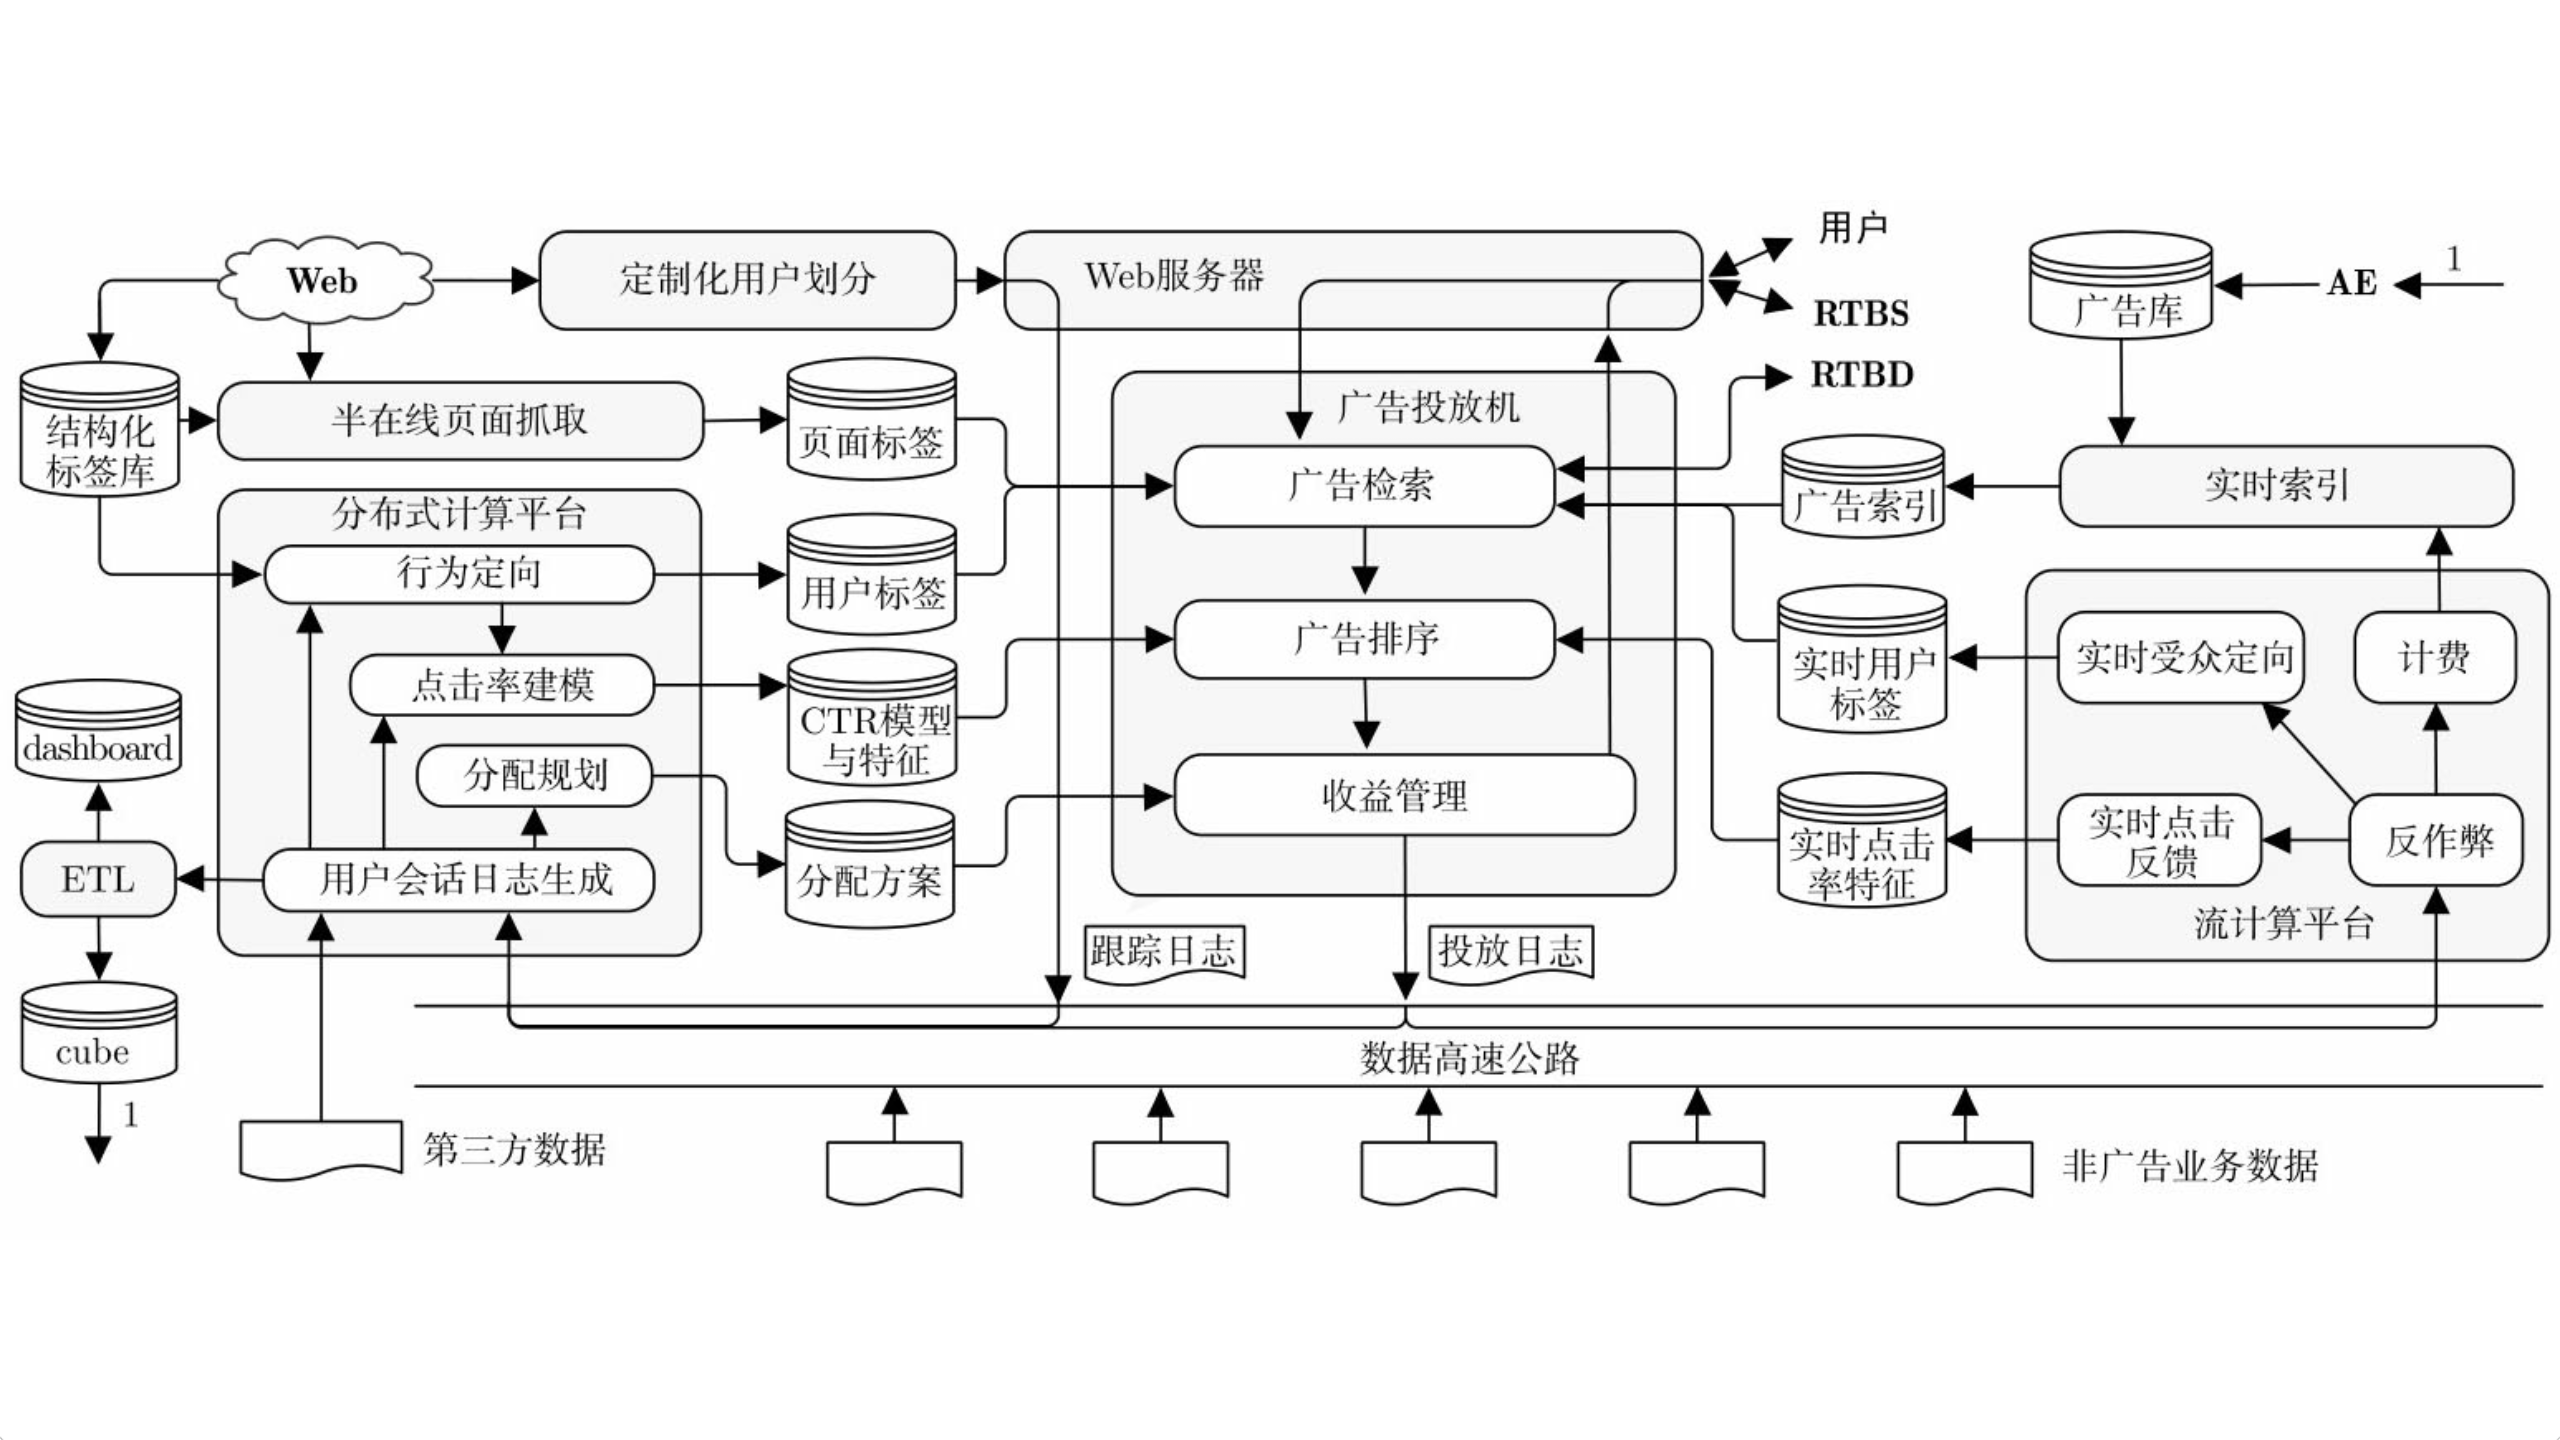 用户
Web
定制化用户划分
Web服务器
RTBS
广告库
AE
1
RTBD
结构化
标签库
半在线页面抓取
页面标签
广告投放机
广告检索
广告索引
实时索引
分布式计算平台
行为定向
用户标签
点击率建模
广告排序
实时用户
标签
实时受众定向
计费
dashboard
CTR模型
与特征
分配规划
收益管理
实时点击
率特征
实时点击
反馈
反作弊
ETL
用户会话日志生成
分配方案
流计算平台
跟踪日志
投放日志
cube
数据高速公路
1
第三方数据
非广告业务数据